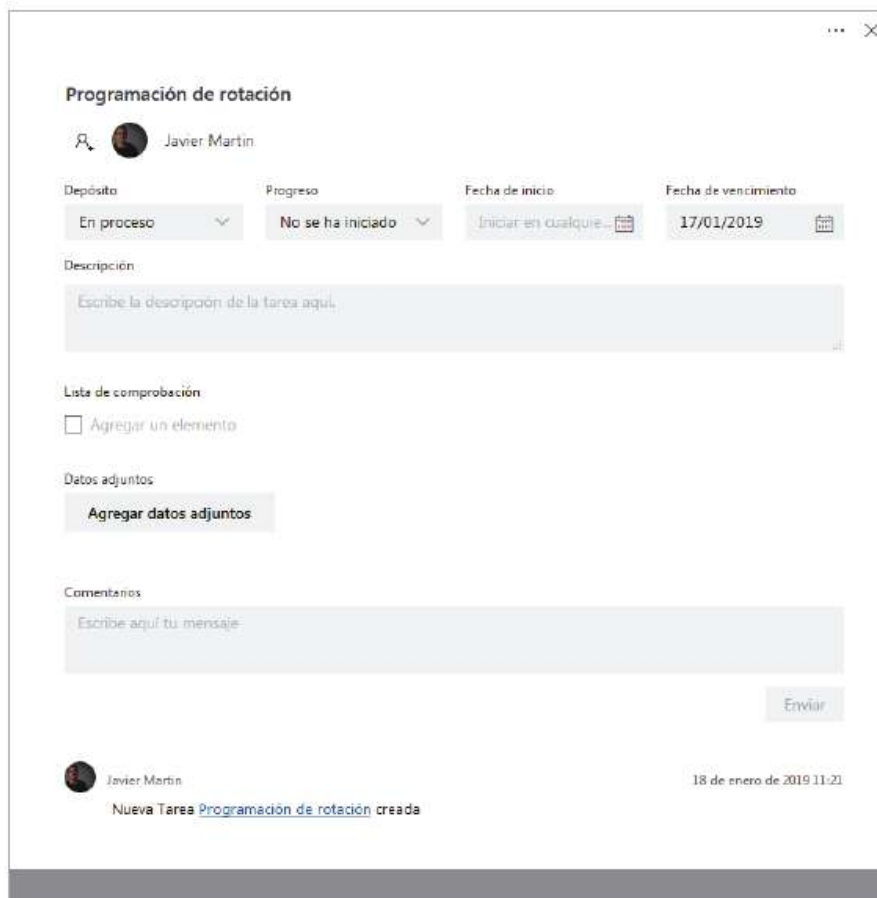 Programación de rotación
Javier Martin
Depósito Progreso Fecha de inicio Fecha de vencimiento
En proceso No se ha iniciado Iniciar en cualquie... 17/01/2019
Descripción
Escribe la descripción de la tarea aquí.
Lista de comprobación
Agregar un elemento
Datos adjuntos
Agregar datos adjuntos
Comentarios
Escribe aquí tu mensaje
Enviar
Javier Martin 18 de enero de 2019 11:21
Nueva Tarea Programación de rotación creada